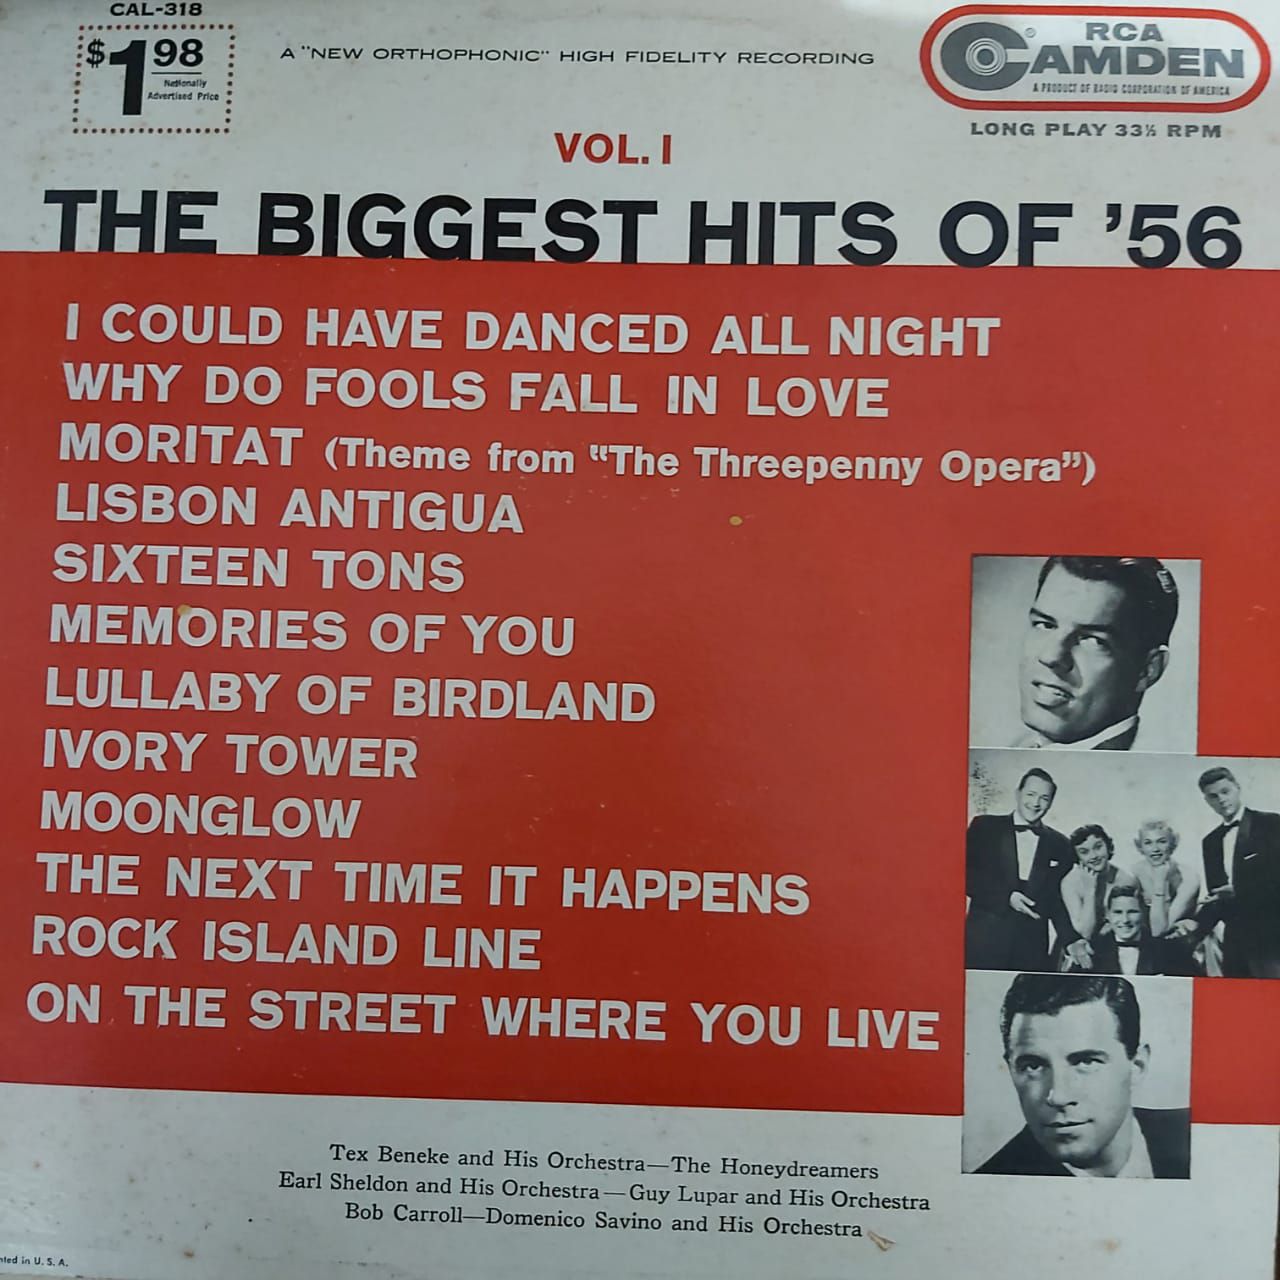 CAL-318
$1.98
Nationally
Advertised Price
A "NEW ORTHOPHONIC" HIGH FIDELITY RECORDING
RCA
CAMDEN
®
A PRODUCT OF RADIO CORPORATION OF AMERICA
LONG PLAY 33⅓ RPM
VOL. I
THE BIGGEST HITS OF '56
I COULD HAVE DANCED ALL NIGHT
WHY DO FOOLS FALL IN LOVE
MORITAT (Theme from "The Threepenny Opera")
LISBON ANTIGUA
SIXTEEN TONS
MEMORIES OF YOU
LULLABY OF BIRDLAND
IVORY TOWER
MOONGLOW
THE NEXT TIME IT HAPPENS
ROCK ISLAND LINE
ON THE STREET WHERE YOU LIVE
Tex Beneke and His Orchestra—The Honeydreamers
Earl Sheldon and His Orchestra—Guy Lupar and His Orchestra
Bob Carroll—Domenico Savino and His Orchestra
in U. S. A.